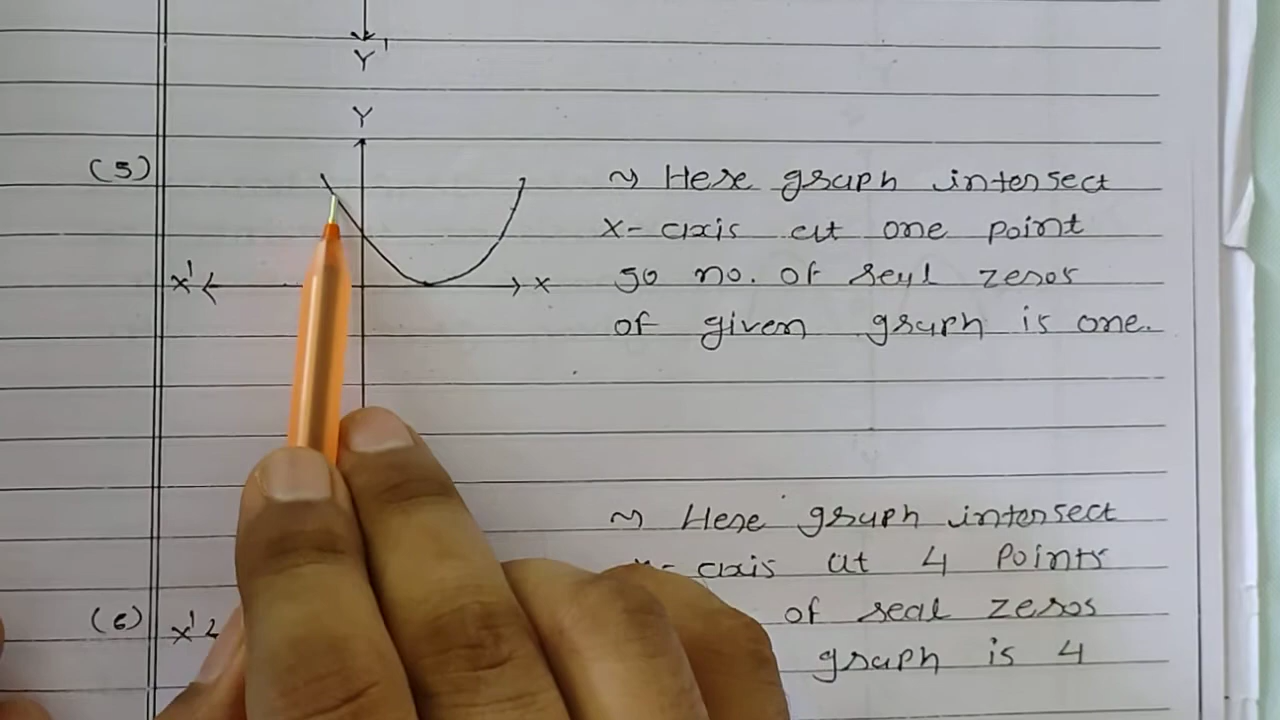 Y'
Y
(5)
X'
X
~ Here graph intersect
X-axis at one point
so no. of real zeros
of given graph is one.
~ Here graph intersect
axis at 4 Points
(6)
X'
of real zeros
graph is 4